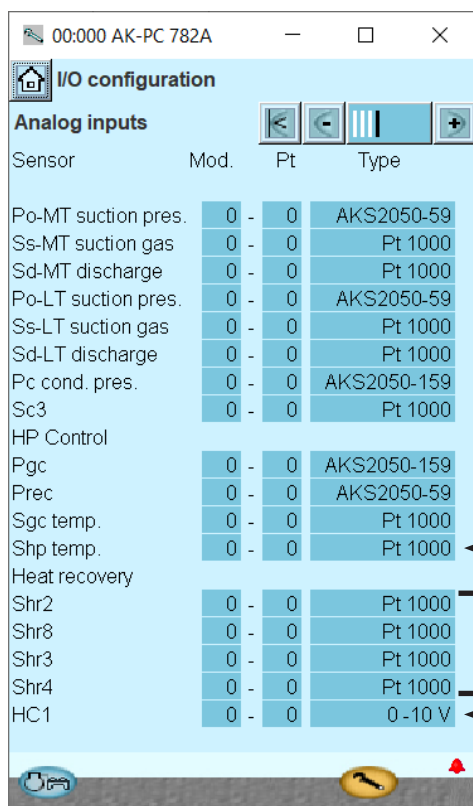 00:000 AK-PC 782A
I/O configuration
Analog inputs
Sensor Mod. Pt Type
Po-MT suction pres. 0 - 0 AKS2050-59
Ss-MT suction gas 0 - 0 Pt 1000
Sd-MT discharge 0 - 0 Pt 1000
Po-LT suction pres. 0 - 0 AKS2050-59
Ss-LT suction gas 0 - 0 Pt 1000
Sd-LT discharge 0 - 0 Pt 1000
Pc cond. pres. 0 - 0 AKS2050-159
Sc3 0 - 0 Pt 1000
HP Control
Pgc 0 - 0 AKS2050-159
Prec 0 - 0 AKS2050-59
Sgc temp. 0 - 0 Pt 1000
Shp temp. 0 - 0 Pt 1000
Heat recovery
Shr2 0 - 0 Pt 1000
Shr8 0 - 0 Pt 1000
Shr3 0 - 0 Pt 1000
Shr4 0 - 0 Pt 1000
HC1 0 - 0 0 -10 V